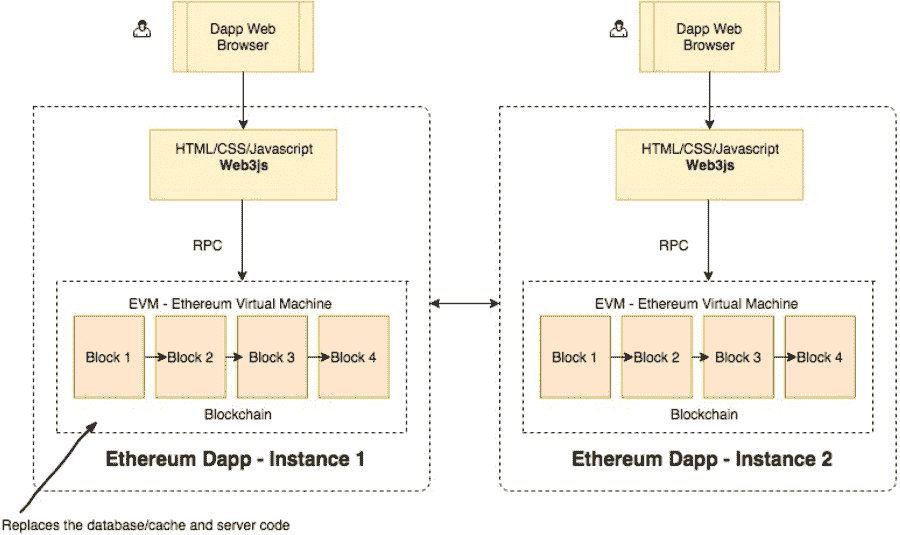 Dapp Web
Browser
HTML/CSS/Javascript
Web3js
RPC
EVM - Ethereum Virtual Machine
Block 1
Block 2
Block 3
Block 4
Blockchain
Ethereum Dapp - Instance 1
Replaces the database/cache and server code
Dapp Web
Browser
HTML/CSS/Javascript
Web3js
RPC
EVM - Ethereum Virtual Machine
Block 1
Block 2
Block 3
Block 4
Blockchain
Ethereum Dapp - Instance 2